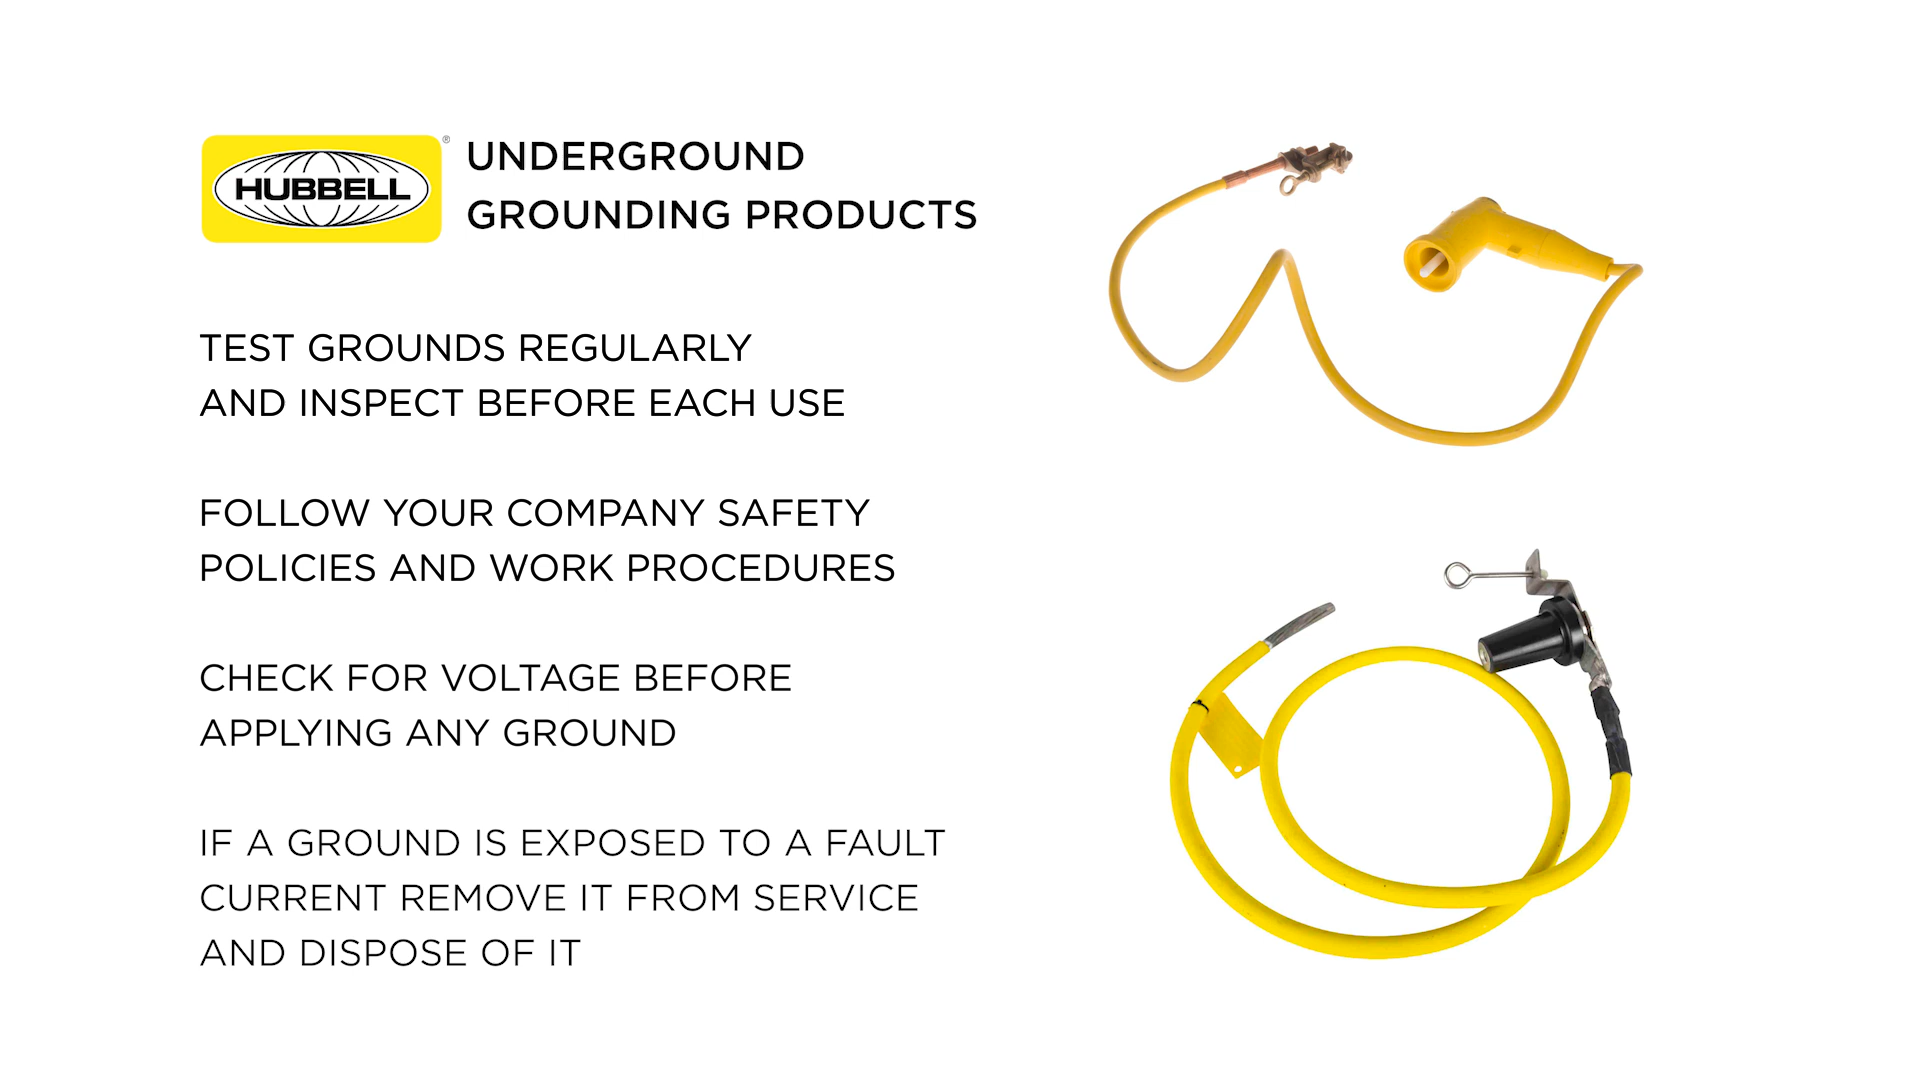 HUBBELL
®
UNDERGROUND
GROUNDING PRODUCTS
TEST GROUNDS REGULARLY
AND INSPECT BEFORE EACH USE
FOLLOW YOUR COMPANY SAFETY
POLICIES AND WORK PROCEDURES
CHECK FOR VOLTAGE BEFORE
APPLYING ANY GROUND
IF A GROUND IS EXPOSED TO A FAULT
CURRENT REMOVE IT FROM SERVICE
AND DISPOSE OF IT